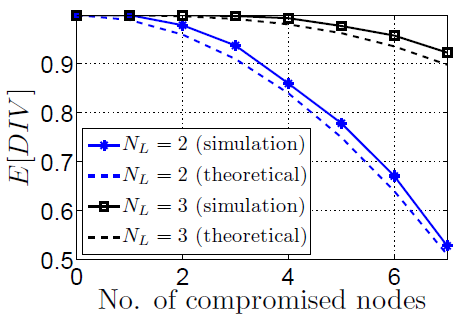 0.9
0.8
0.7
0.6
0.5
E[DIV]
N_L = 2 (simulation)
N_L = 2 (theoretical)
N_L = 3 (simulation)
N_L = 3 (theoretical)
0 2 4 6
No. of compromised nodes